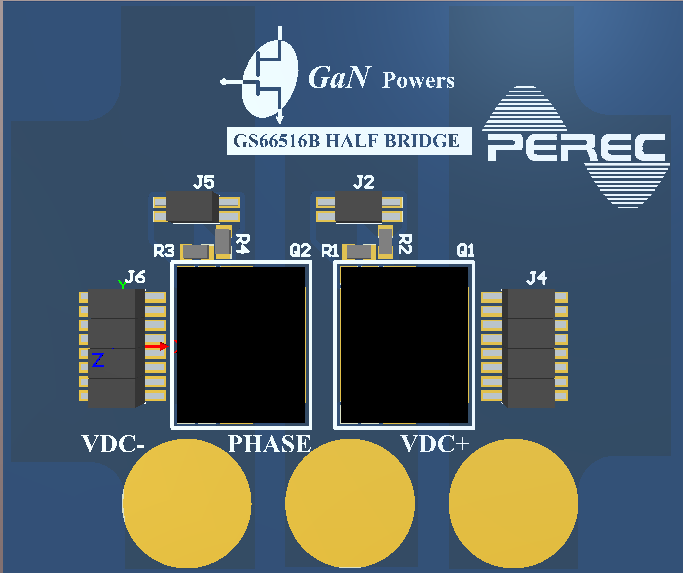 GaN Powers
GS66516B HALF BRIDGE
PEREC
J5
J2
R4
R2
R3
Q2
R1
Q1
J6
J4
Y
Z
VDC-
PHASE
VDC+